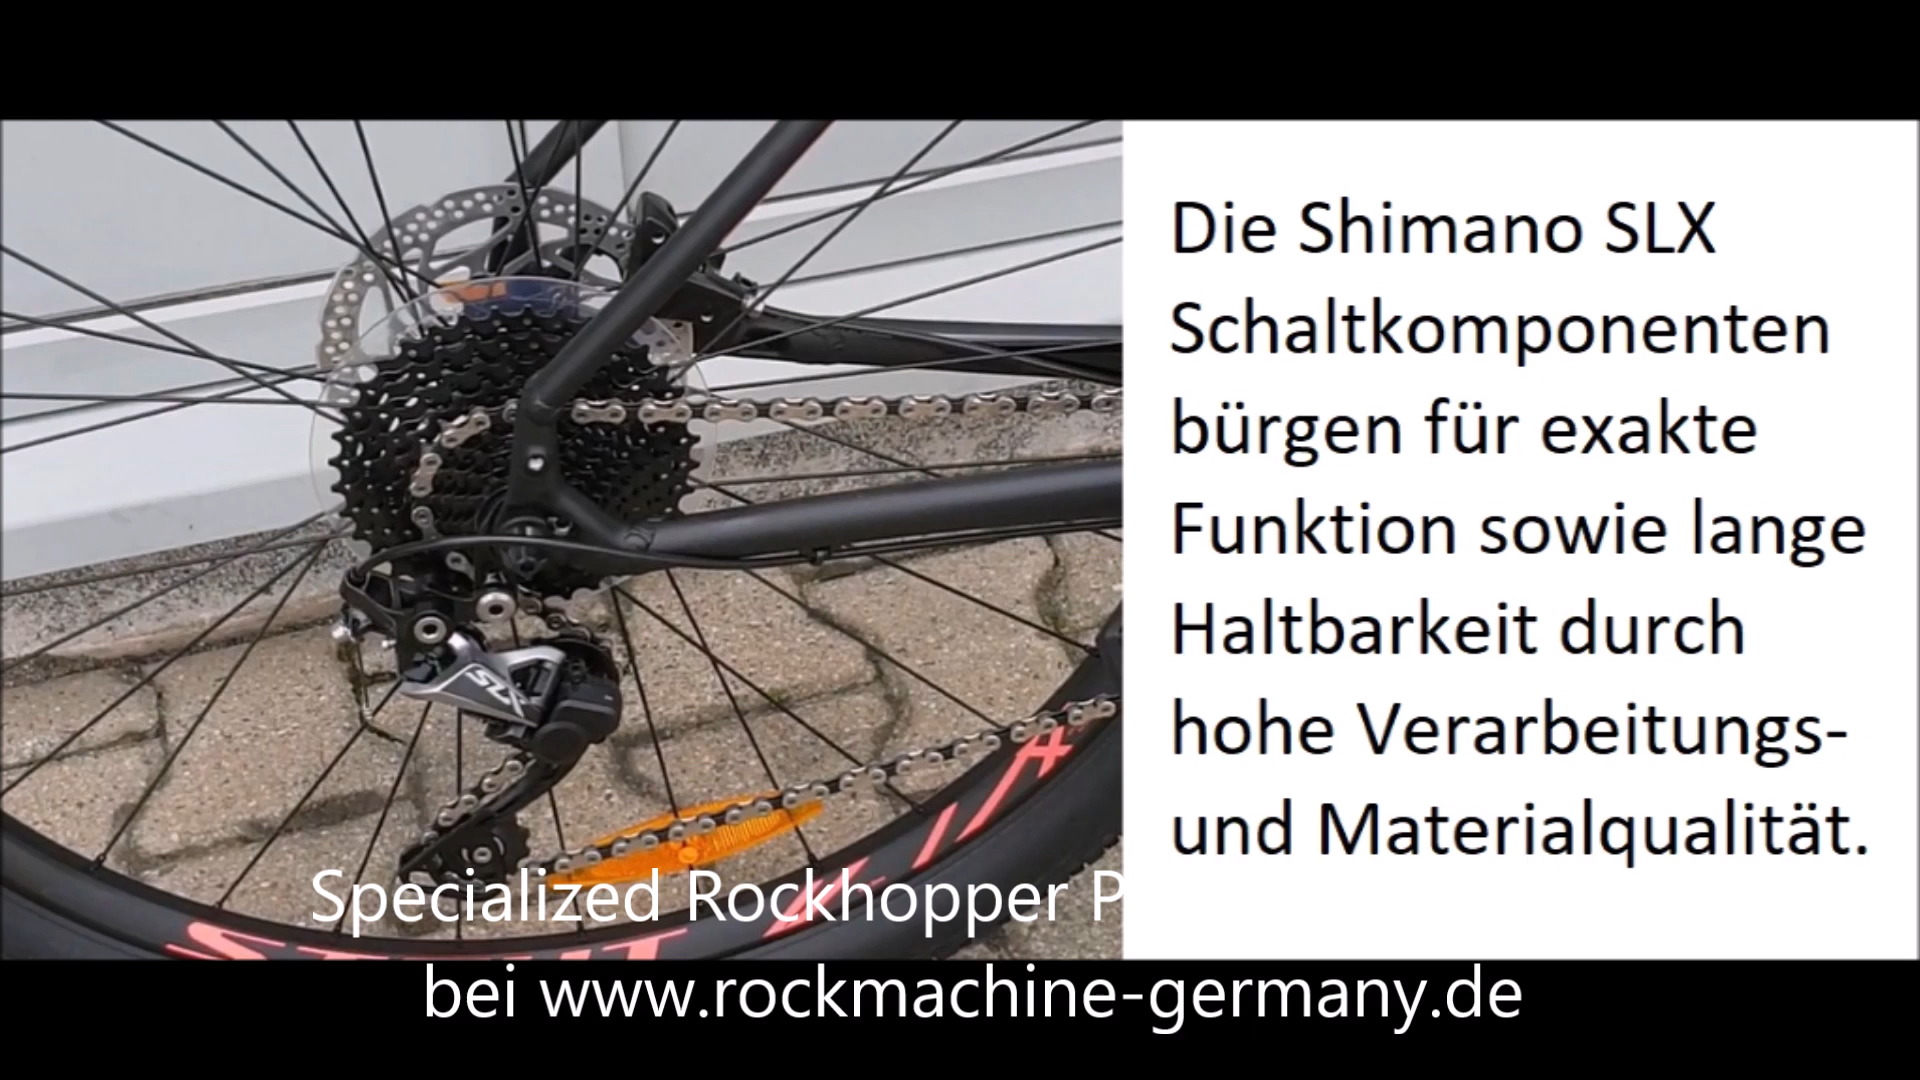 Die Shimano SLX
Schaltkomponenten
bürgen für exakte
Funktion sowie lange
Haltbarkeit durch
hohe Verarbeitungs-
und Materialqualität.
SLX
Specialized Rockhopper P
bei www.rockmachine-germany.de